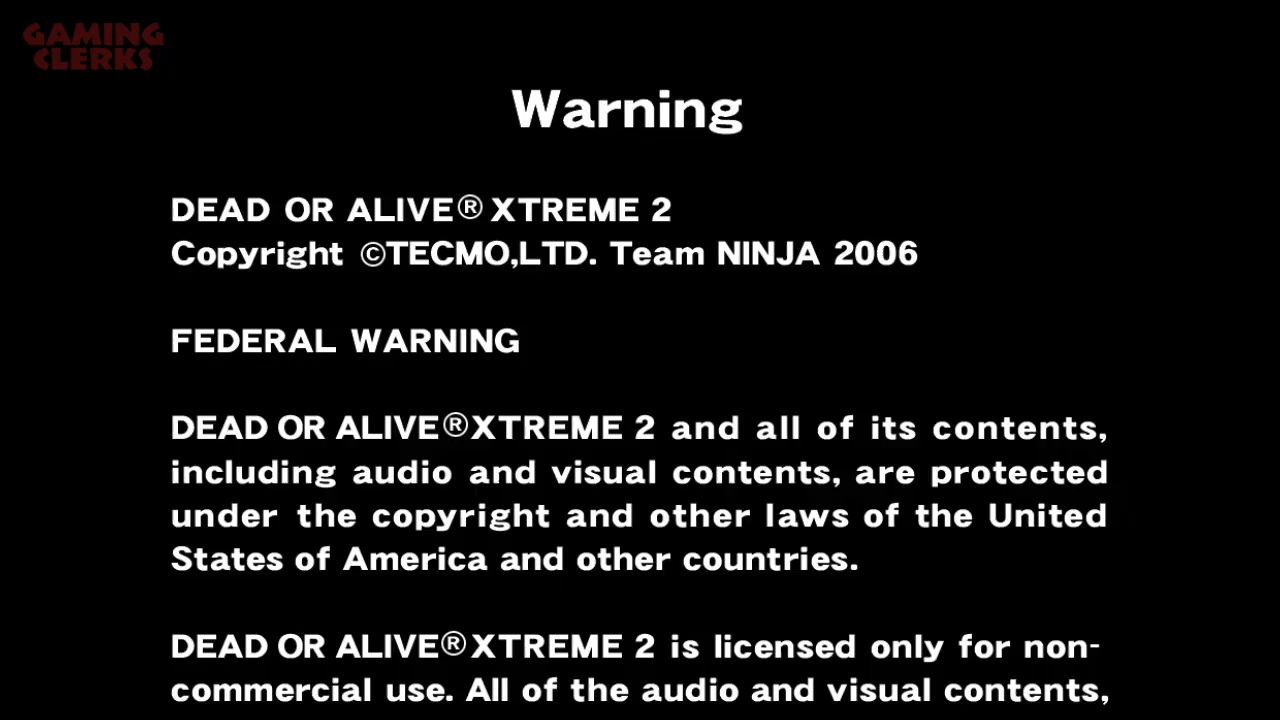 GAMING
CLERKS
Warning
DEAD OR ALIVE® XTREME 2
Copyright ©TECMO,LTD. Team NINJA 2006
FEDERAL WARNING
DEAD OR ALIVE®XTREME 2 and all of its contents,
including audio and visual contents, are protected
under the copyright and other laws of the United
States of America and other countries.
DEAD OR ALIVE®XTREME 2 is licensed only for non-
commercial use. All of the audio and visual contents,